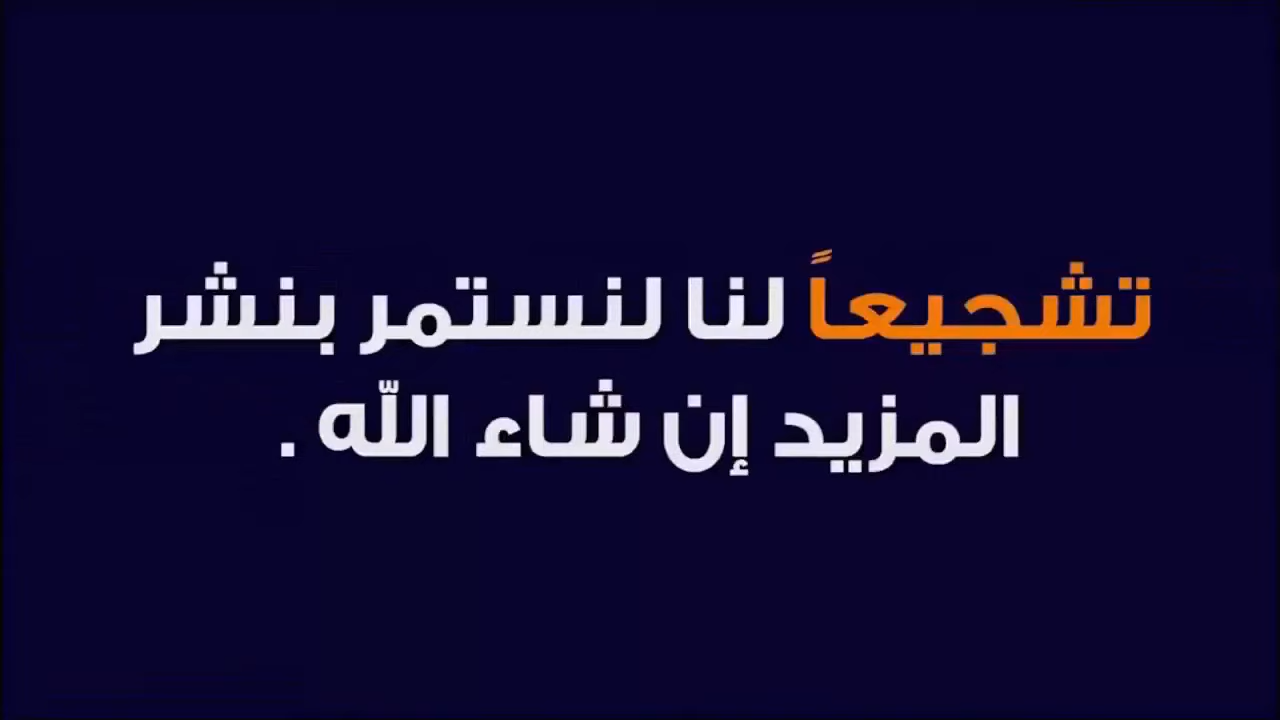 تشجيعاً لنا لنستمر بنشر
المزيد إن شاء اللّه .